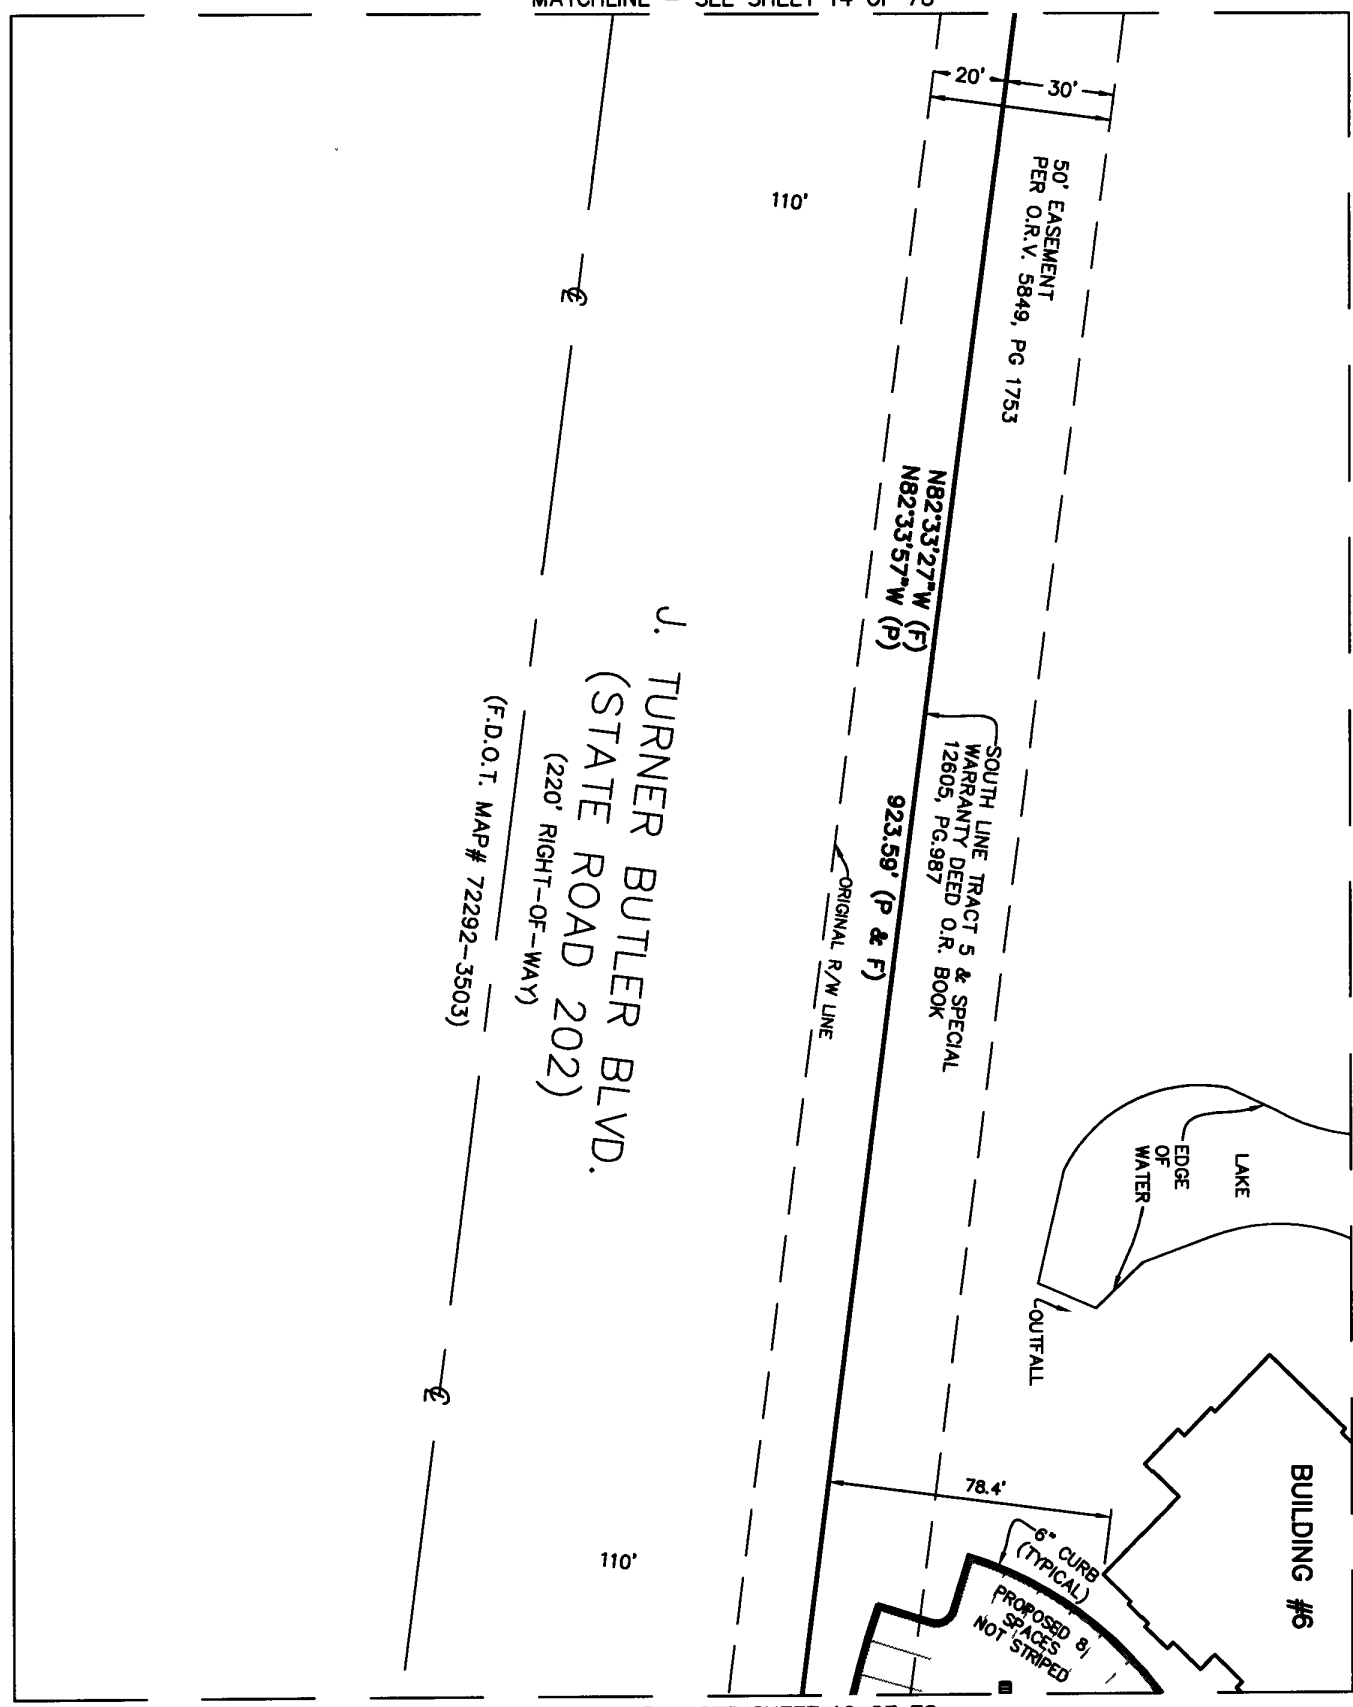 MATCHLINE - SEE SHEET 14 OF 78
20'
30'
50' EASEMENT
PER O.R.V. 5849, PG 1753
110'
N82°33'27"W (F)
N82°33'57"W (P)
923.59' (P & F)
SOUTH LINE TRACT 5 & SPECIAL
WARRANTY DEED O.R. BOOK
12605, PG.987
ORIGINAL R/W LINE
J. TURNER BUTLER BLVD.
(STATE ROAD 202)
(220' RIGHT-OF-WAY)
(F.D.O.T. MAP# 72292-3503)
LAKE
EDGE
OF
WATER
OUTFALL
BUILDING #6
78.4'
6" CURB
(TYPICAL)
PROPOSED 8
SPACES
NOT STRIPED
110'